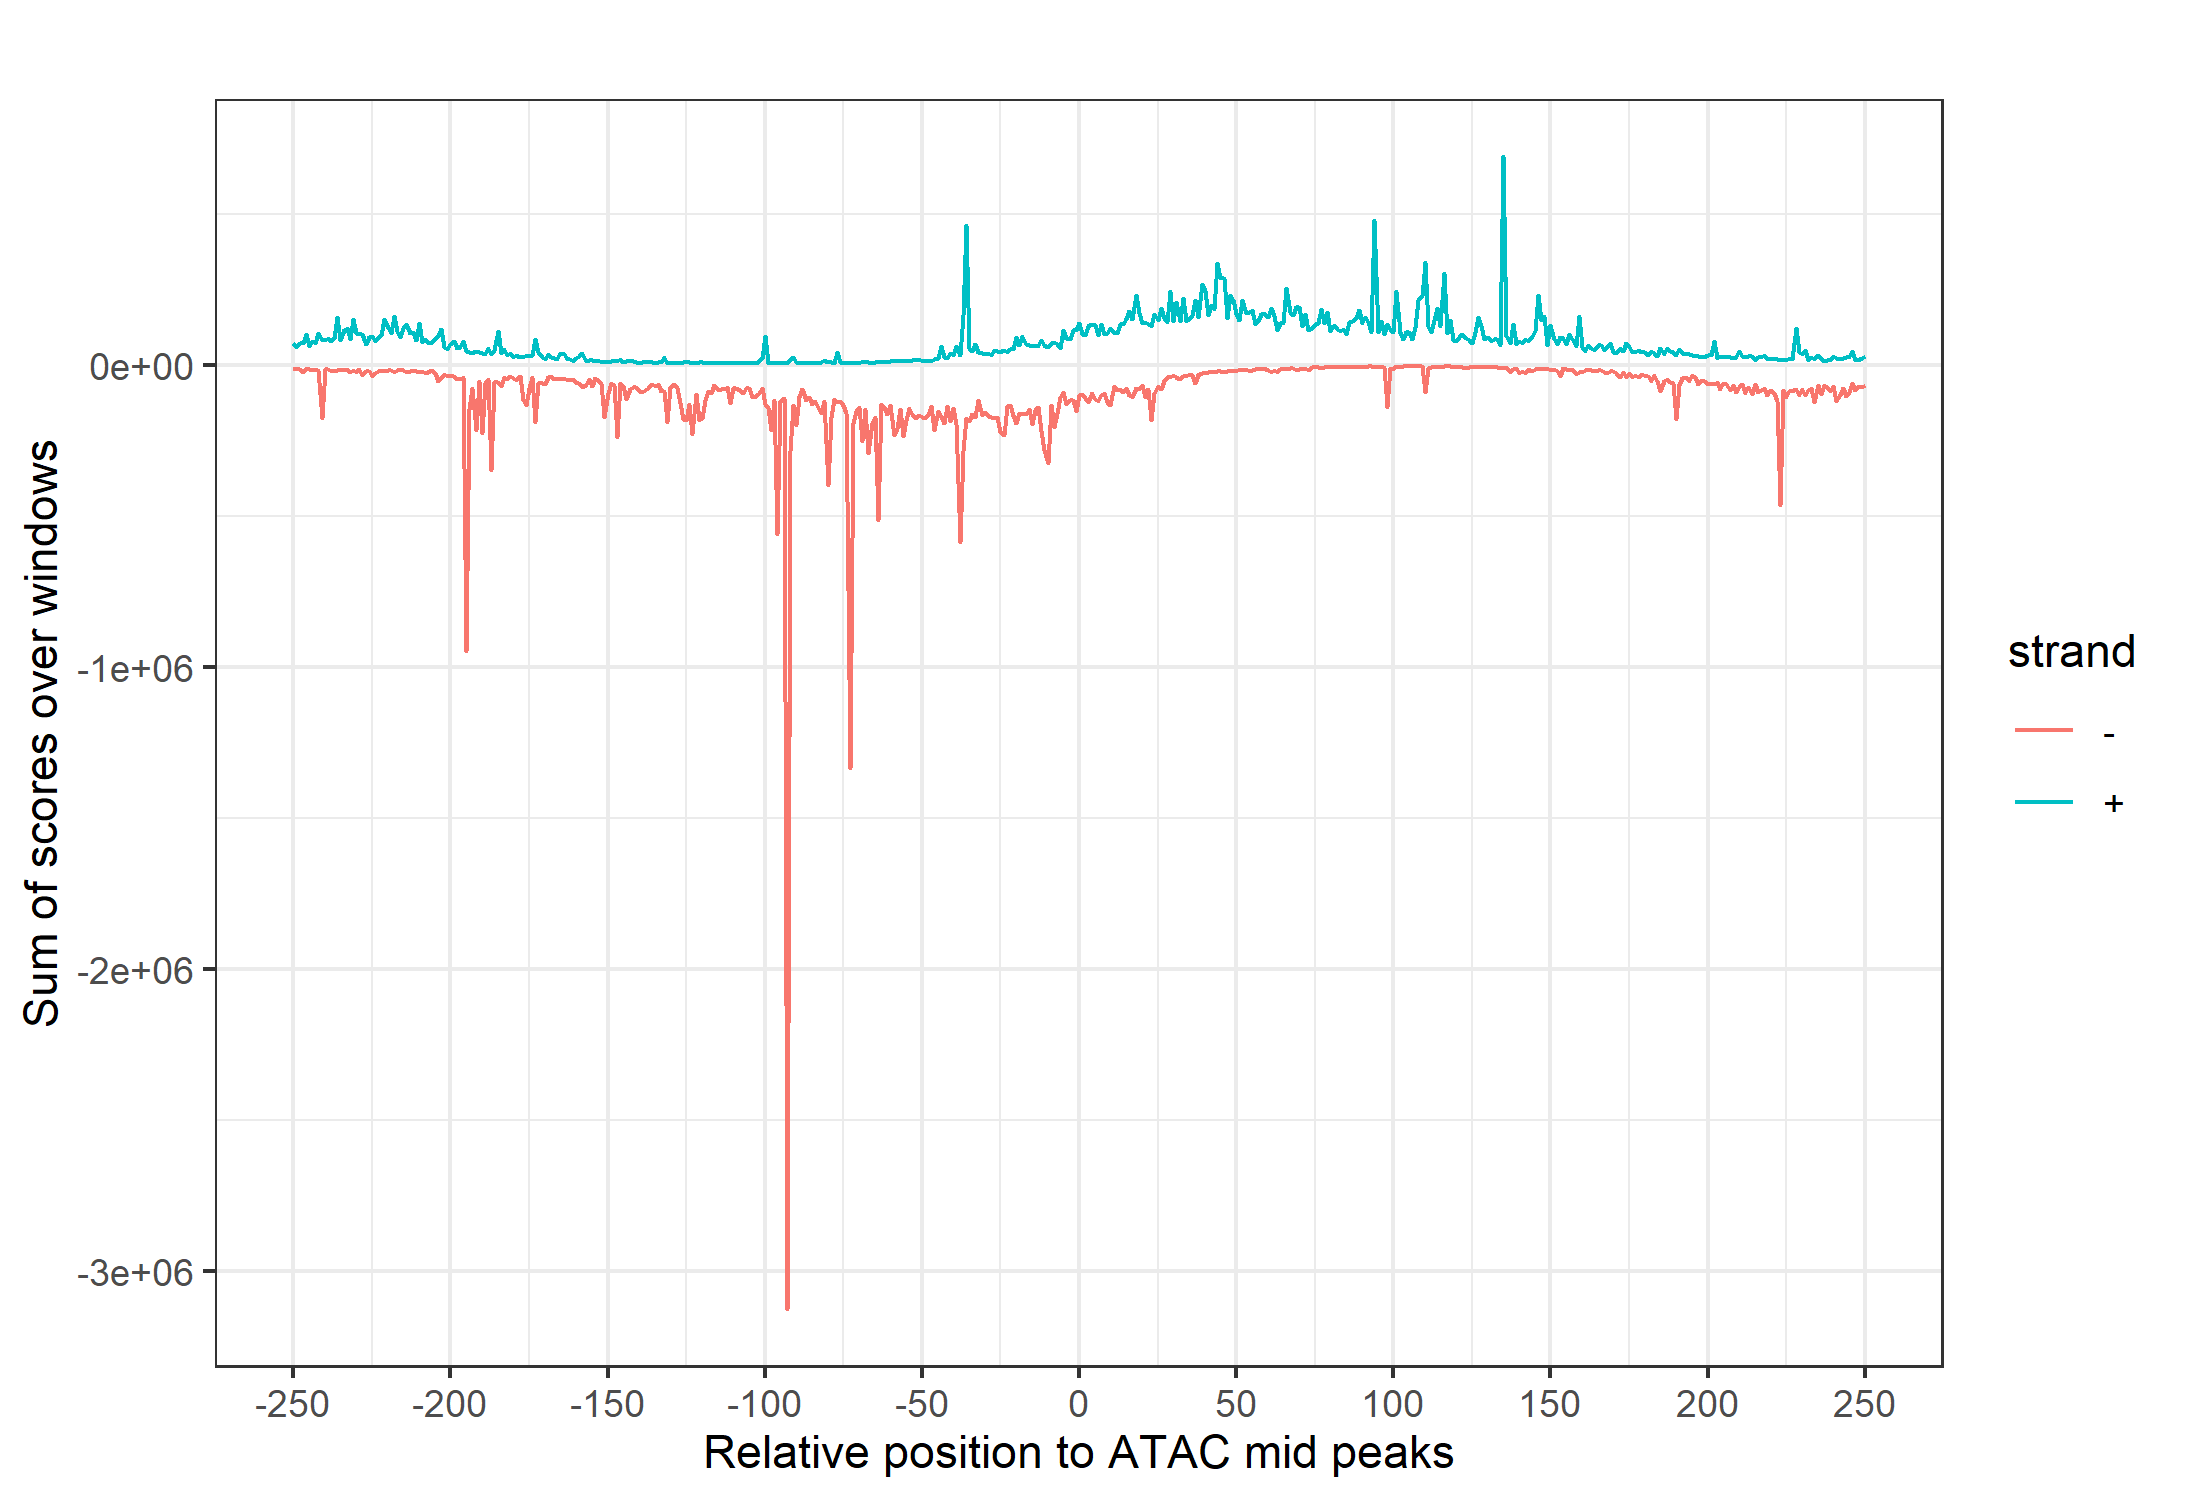 Sum of scores over windows
0e+00
-1e+06
-2e+06
-3e+06
-250 -200 -150 -100 -50 0 50 100 150 200 250
Relative position to ATAC mid peaks
strand
-
+